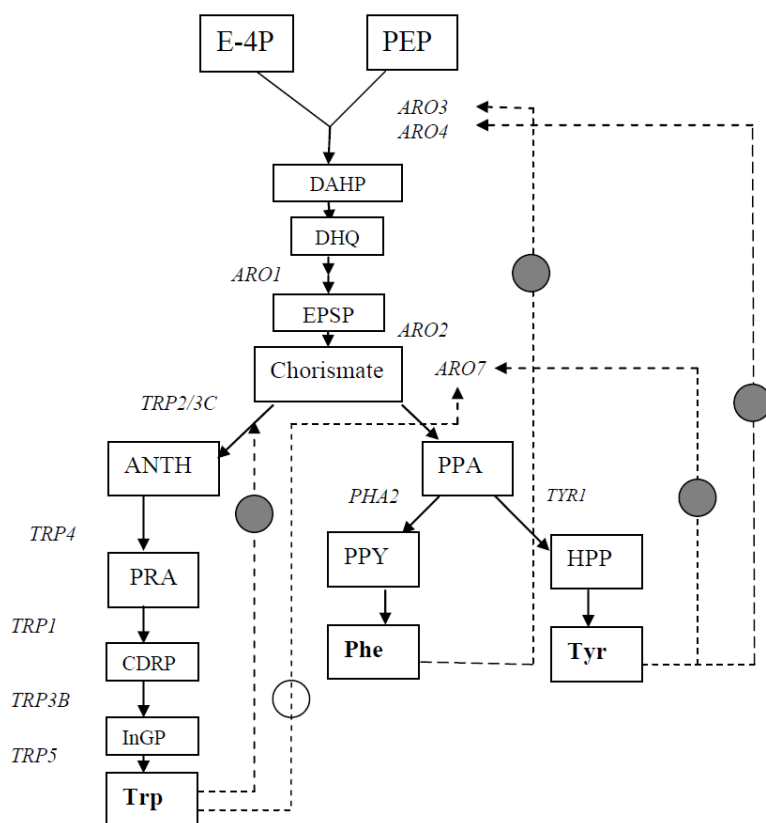 E-4P
PEP
ARO3
ARO4
DAHP
DHQ
ARO1
EPSP
ARO2
Chorismate
ARO7
TRP2/3C
ANTH
PPA
PHA2
TYR1
TRP4
PPY
HPP
PRA
TRP1
Phe
Tyr
CDRP
TRP3B
InGP
TRP5
Trp